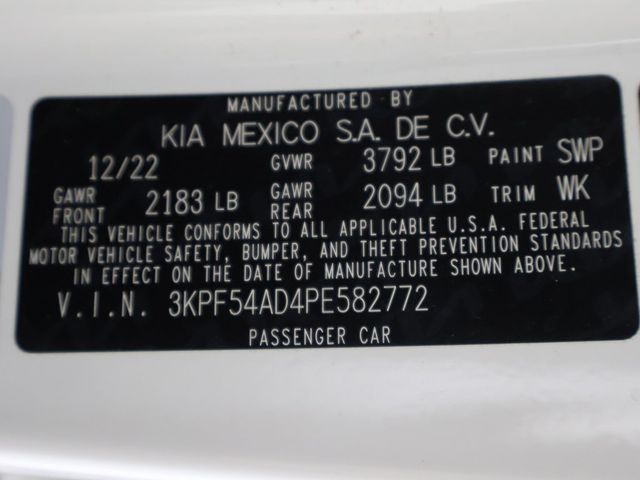 MANUFACTURED BY
KIA MEXICO S.A. DE C.V.
12/22 GVWR 3792 LB PAINT SWP
GAWR FRONT 2183 LB GAWR REAR 2094 LB TRIM WK
THIS VEHICLE CONFORMS TO ALL APPLICABLE U.S.A. FEDERAL
MOTOR VEHICLE SAFETY, BUMPER, AND THEFT PREVENTION STANDARDS
IN EFFECT ON THE DATE OF MANUFACTURE SHOWN ABOVE.
V.I.N. 3KPF54AD4PE582772
PASSENGER CAR